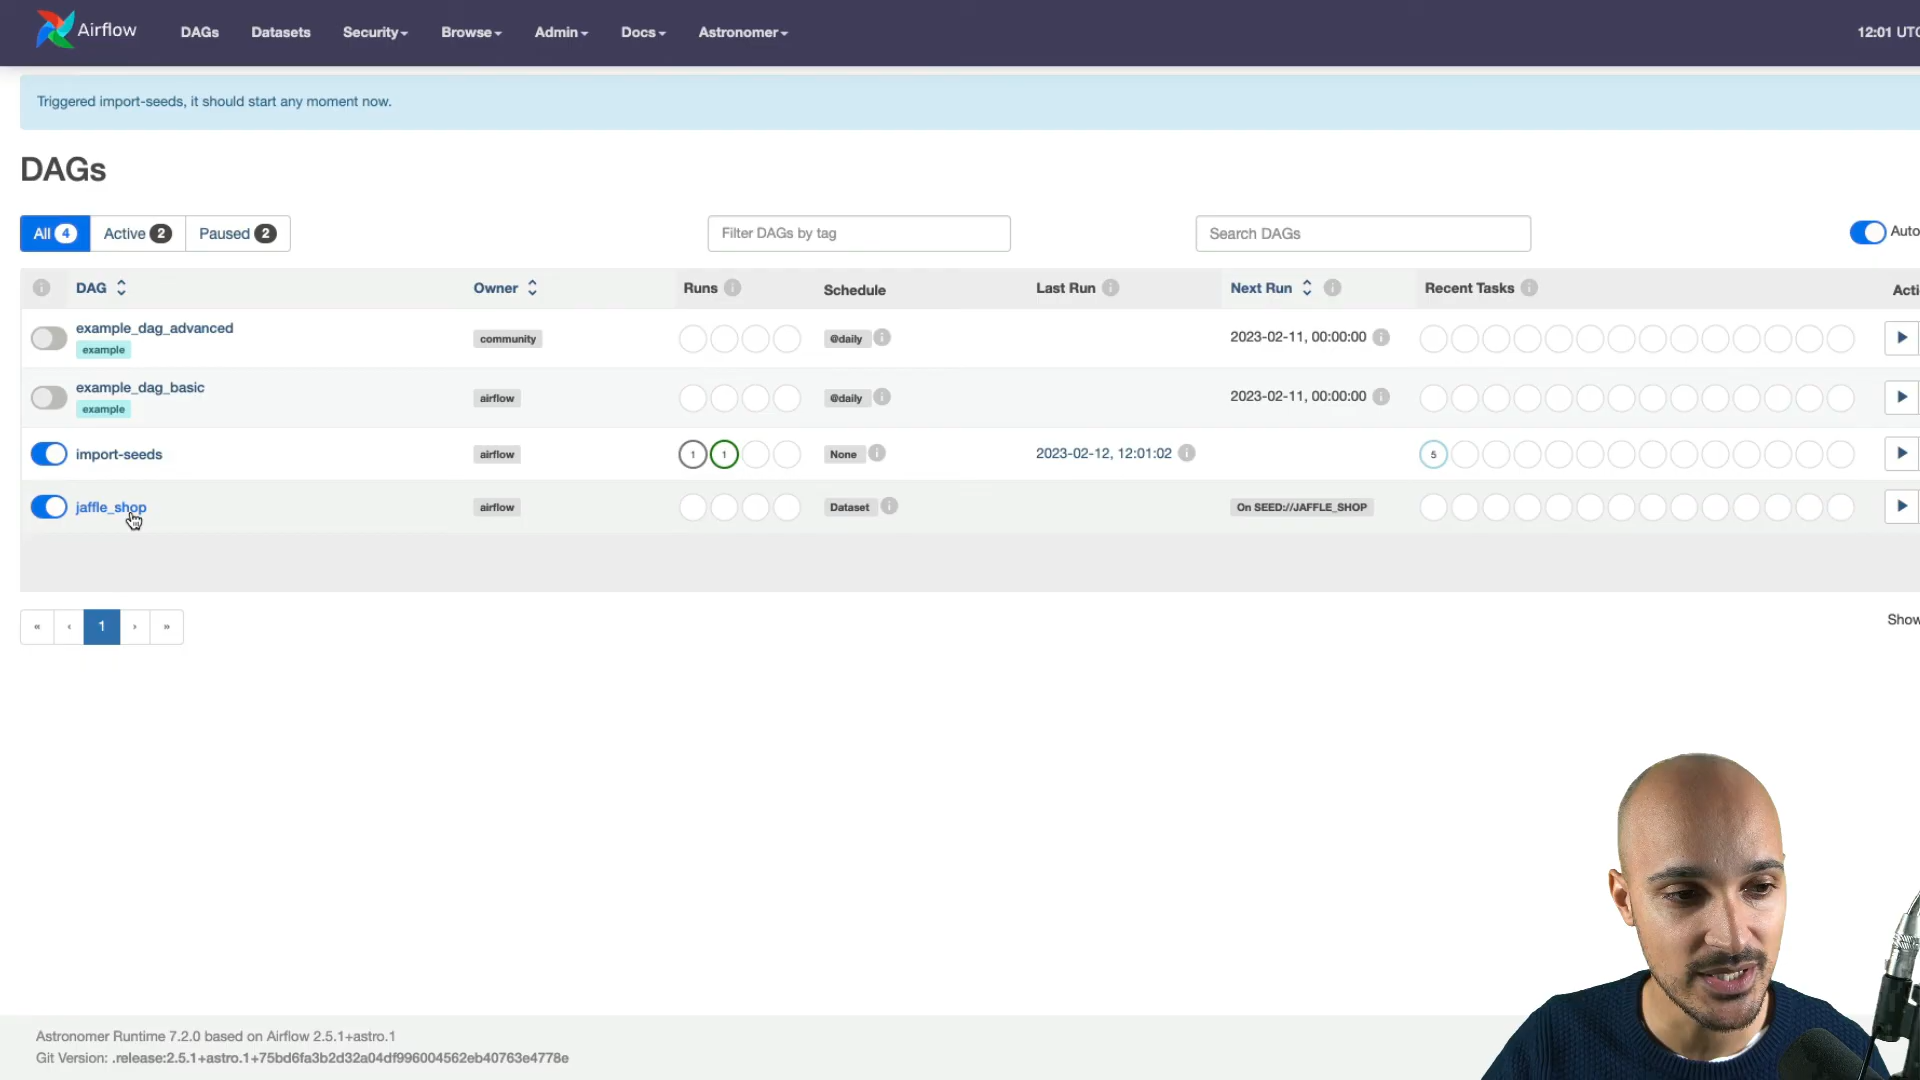 Airflow DAGs Datasets Security Browse Admin Docs Astronomer 12:01 UTC
Triggered import-seeds, it should start any moment now.
DAGs
All 4 Active 2 Paused 2 Filter DAGs by tag Search DAGs Auto
DAG Owner Runs Schedule Last Run Next Run Recent Tasks Acti
example_dag_advanced community @daily 2023-02-11, 00:00:00
example
example_dag_basic airflow @daily 2023-02-11, 00:00:00
example
import-seeds airflow 1 1 None 2023-02-12, 12:01:02 5
jaffle_shop airflow Dataset On SEED://JAFFLE_SHOP
« ‹ 1 › » Show
Astronomer Runtime 7.2.0 based on Airflow 2.5.1+astro.1
Git Version: .release:2.5.1+astro.1+75bd6fa3b2d32a04df996004562eb40763e4778e